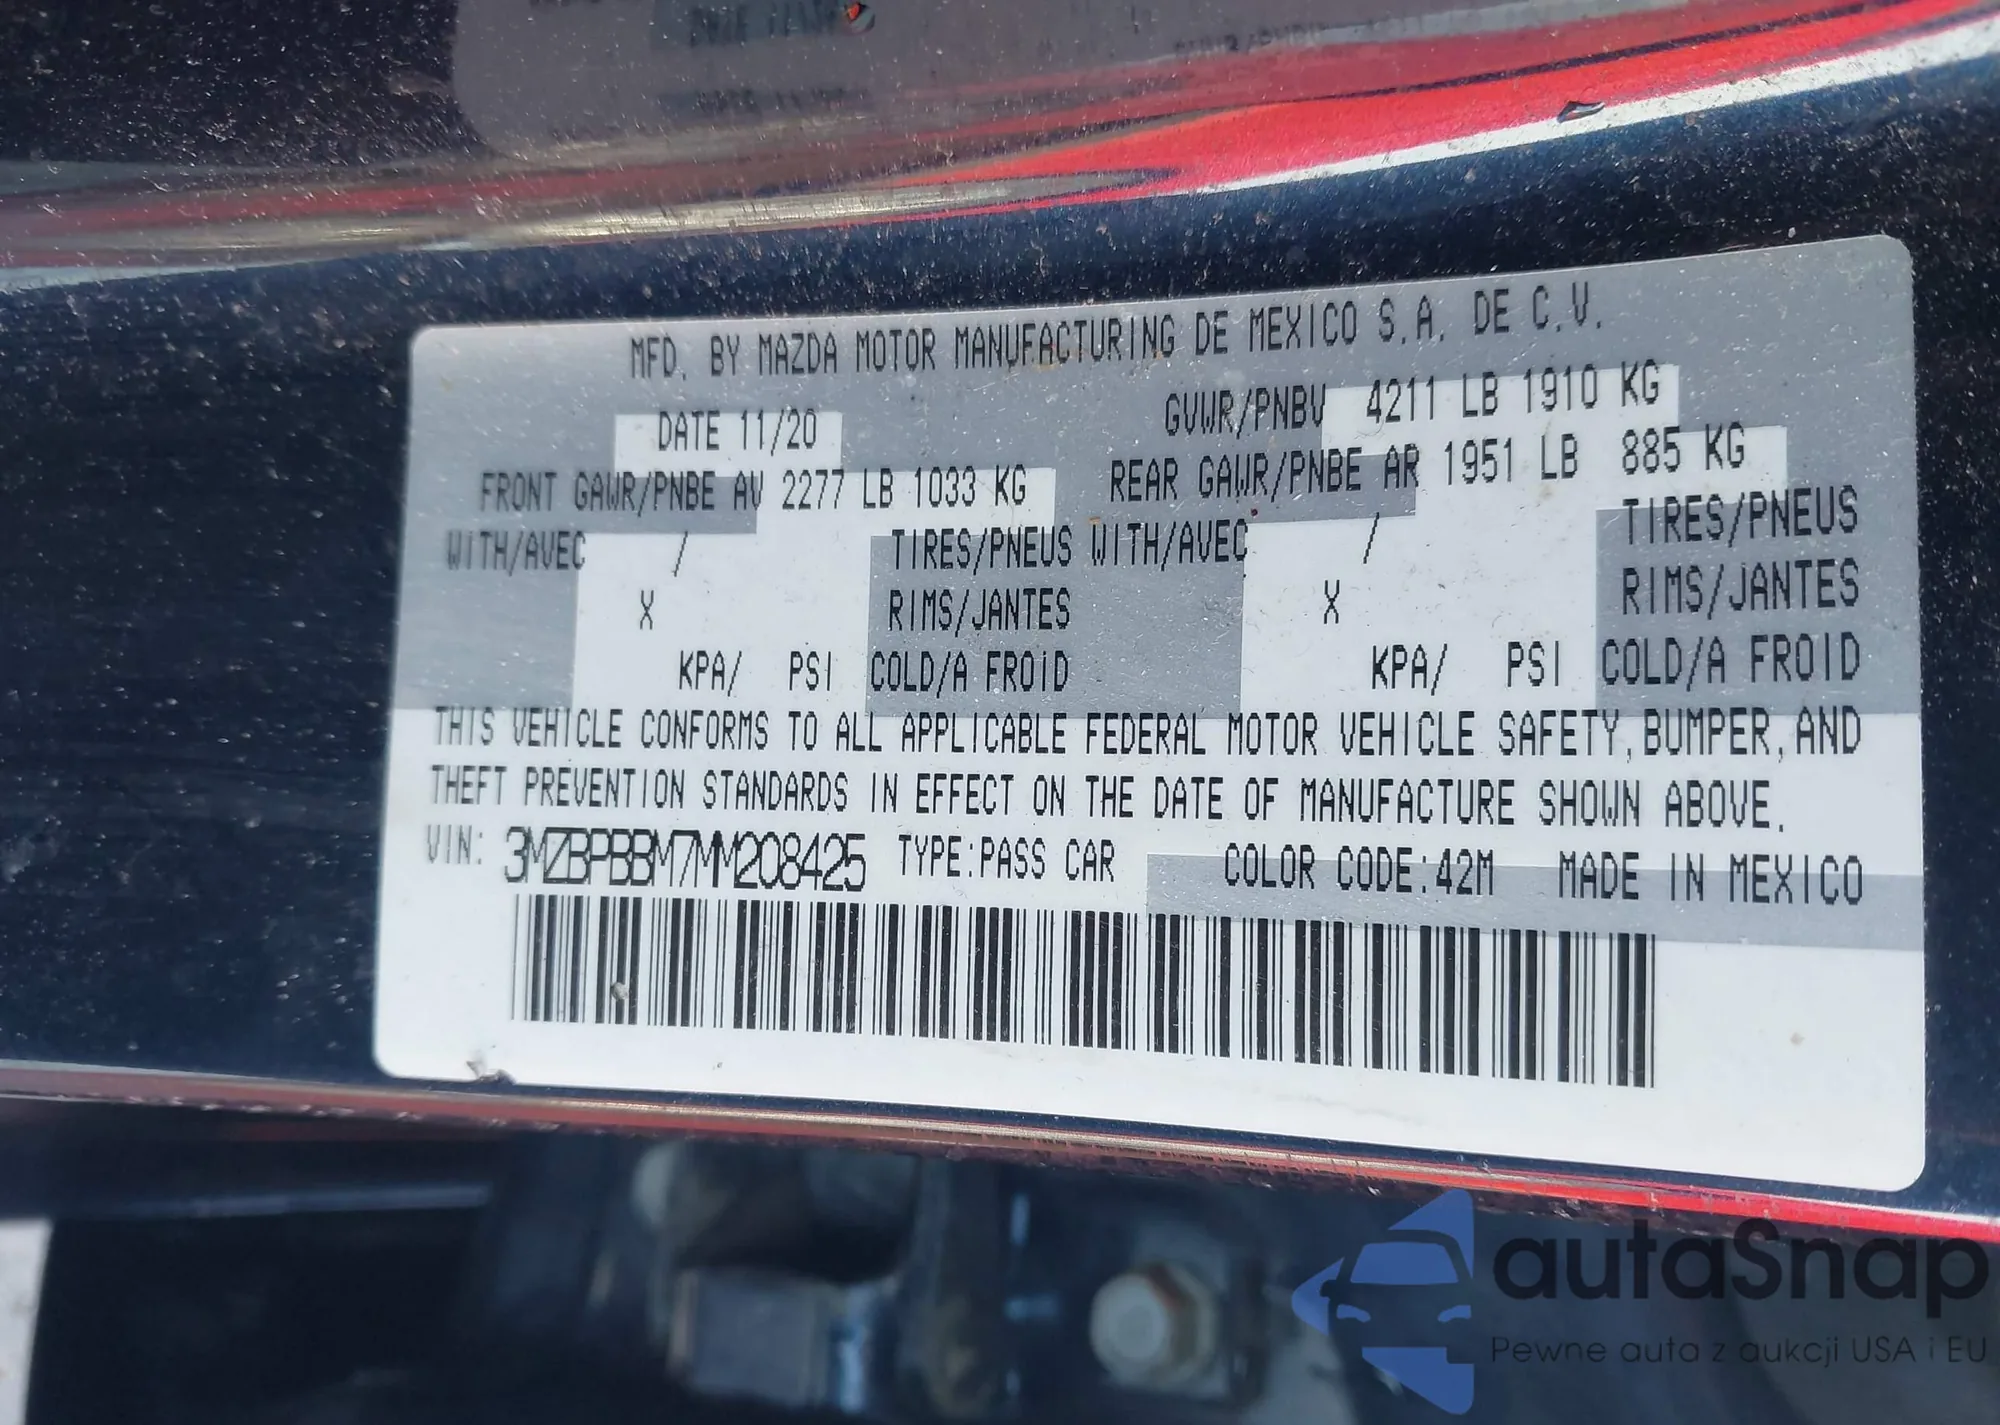 MFD. BY MAZDA MOTOR MANUFACTURING DE MEXICO S.A. DE C.V.
DATE 11/20 GVWR/PNBV 4211 LB 1910 KG
FRONT GAWR/PNBE AV 2277 LB 1033 KG REAR GAWR/PNBE AR 1951 LB 885 KG
WITH/AVEC / TIRES/PNEUS WITH/AVEC / TIRES/PNEUS
X RIMS/JANTES X RIMS/JANTES
KPA/ PSI COLD/A FROID KPA/ PSI COLD/A FROID
THIS VEHICLE CONFORMS TO ALL APPLICABLE FEDERAL MOTOR VEHICLE SAFETY, BUMPER, AND
THEFT PREVENTION STANDARDS IN EFFECT ON THE DATE OF MANUFACTURE SHOWN ABOVE.
VIN: 3MZBPBBM7MM208425 TYPE:PASS CAR COLOR CODE:42M MADE IN MEXICO
autaSnap
Pewne auta z aukcji USA i EU